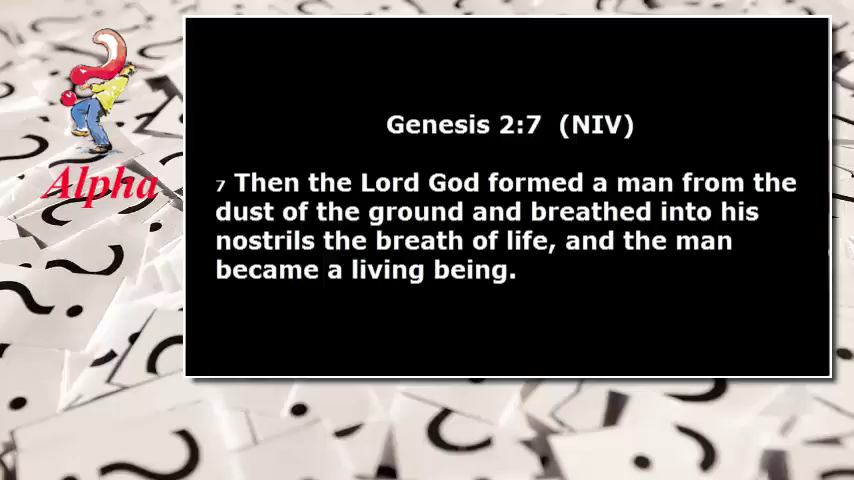 Alpha
Genesis 2:7 (NIV)
7 Then the Lord God formed a man from the
dust of the ground and breathed into his
nostrils the breath of life, and the man
became a living being.